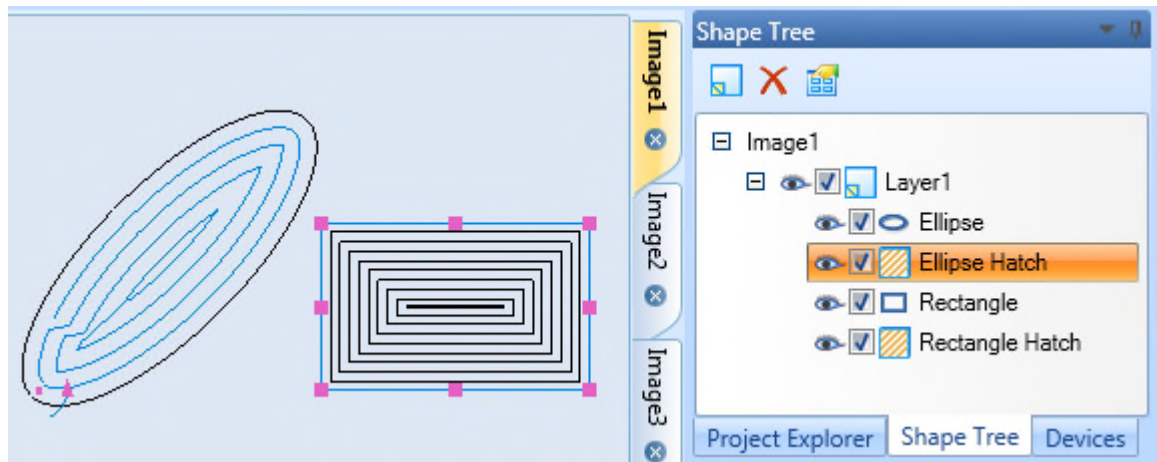 Image1
Image2
Image3
Shape Tree
Image1
Layer1
Ellipse
Ellipse Hatch
Rectangle
Rectangle Hatch
Project Explorer
Shape Tree
Devices